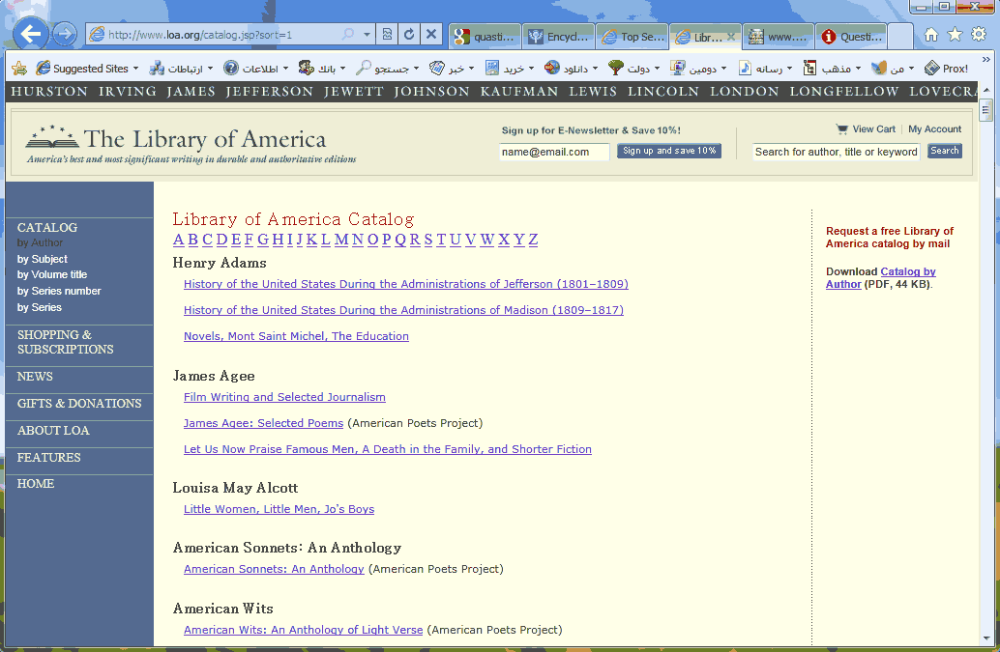 http://www.loa.org/catalog.jsp?sort=1
quasti...
Encycl...
Top Se...
Libr...
www....
Questi...
Suggested Sites
ارتباطات
اطلاعات
بانك
جستجو
خبر
خرید
دانلود
دولت
دومین
رسانه
مذهب
من
Prox!
HURSTON IRVING JAMES JEFFERSON JEWETT JOHNSON KAUFMAN LEWIS LINCOLN LONDON LONGFELLOW LOVECRA
The Library of America
America's best and most significant writing in durable and authoritative editions
Sign up for E-Newsletter & Save 10%!
name@email.com
Sign up and save 10%
View Cart | My Account
Search for author, title or keyword
Search
CATALOG
by Author
by Subject
by Volume title
by Series number
by Series
SHOPPING &
SUBSCRIPTIONS
NEWS
GIFTS & DONATIONS
ABOUT LOA
FEATURES
HOME
Library of America Catalog
A B C D E F G H I J K L M N O P Q R S T U V W X Y Z
Henry Adams
History of the United States During the Administrations of Jefferson (1801–1809)
History of the United States During the Administrations of Madison (1809–1817)
Novels, Mont Saint Michel, The Education
James Agee
Film Writing and Selected Journalism
James Agee: Selected Poems (American Poets Project)
Let Us Now Praise Famous Men, A Death in the Family, and Shorter Fiction
Louisa May Alcott
Little Women, Little Men, Jo's Boys
American Sonnets: An Anthology
American Sonnets: An Anthology (American Poets Project)
American Wits
American Wits: An Anthology of Light Verse (American Poets Project)
Request a free Library of
America catalog by mail
Download Catalog by
Author (PDF, 44 KB).